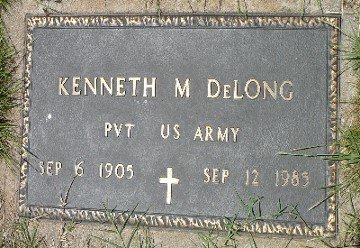 KENNETH M DeLONG
PVT US ARMY
SEP 6 1905 SEP 12 1985